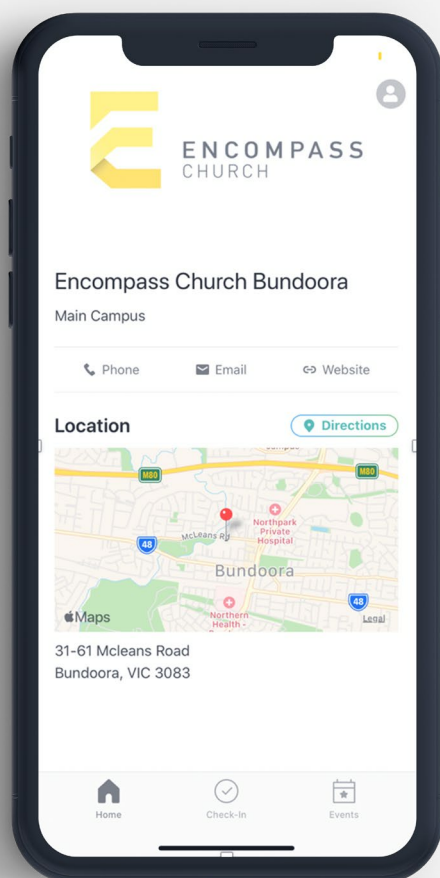 ENCOMPASS
CHURCH
Encompass Church Bundoora
Main Campus
Phone
Email
Website
Location
Directions
M80
M80
McLeans Rd
Northpark
Private
Hospital
48
Bundoora
48
Northern
Health -
Maps
Legal
31-61 Mcleans Road
Bundoora, VIC 3083
Home
Check-In
Events